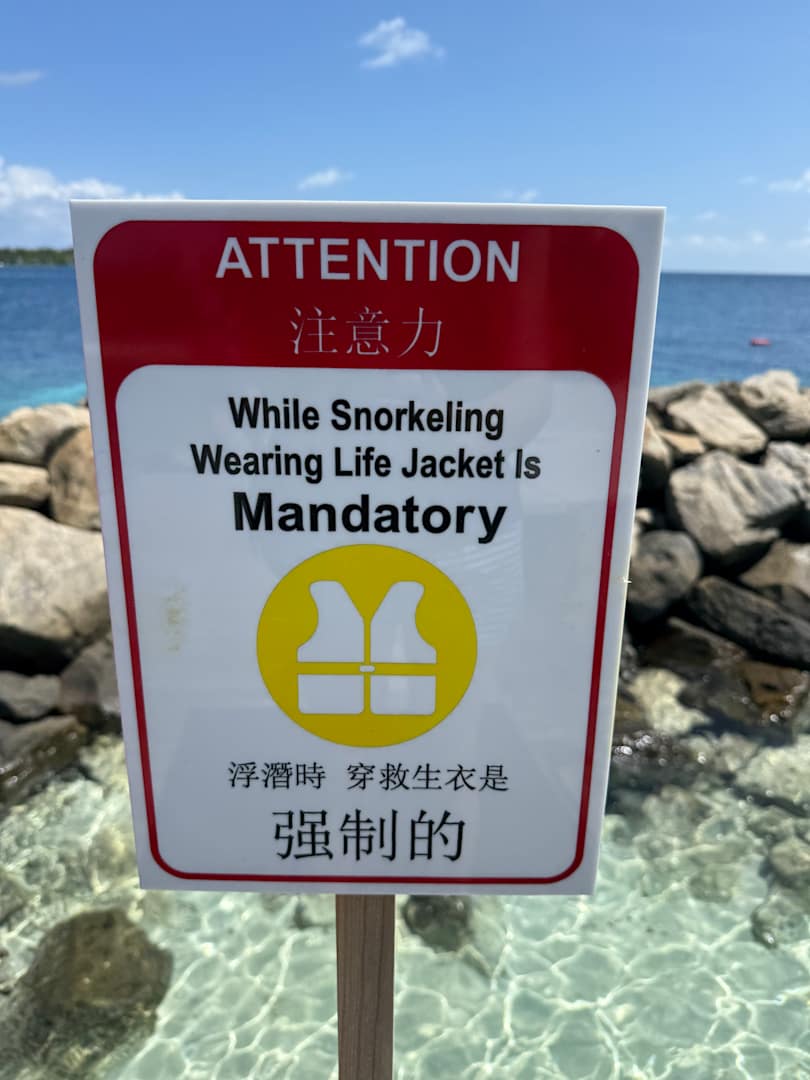 ATTENTION
注意力
While Snorkeling
Wearing Life Jacket Is
Mandatory
浮潛時 穿救生衣是
强制的